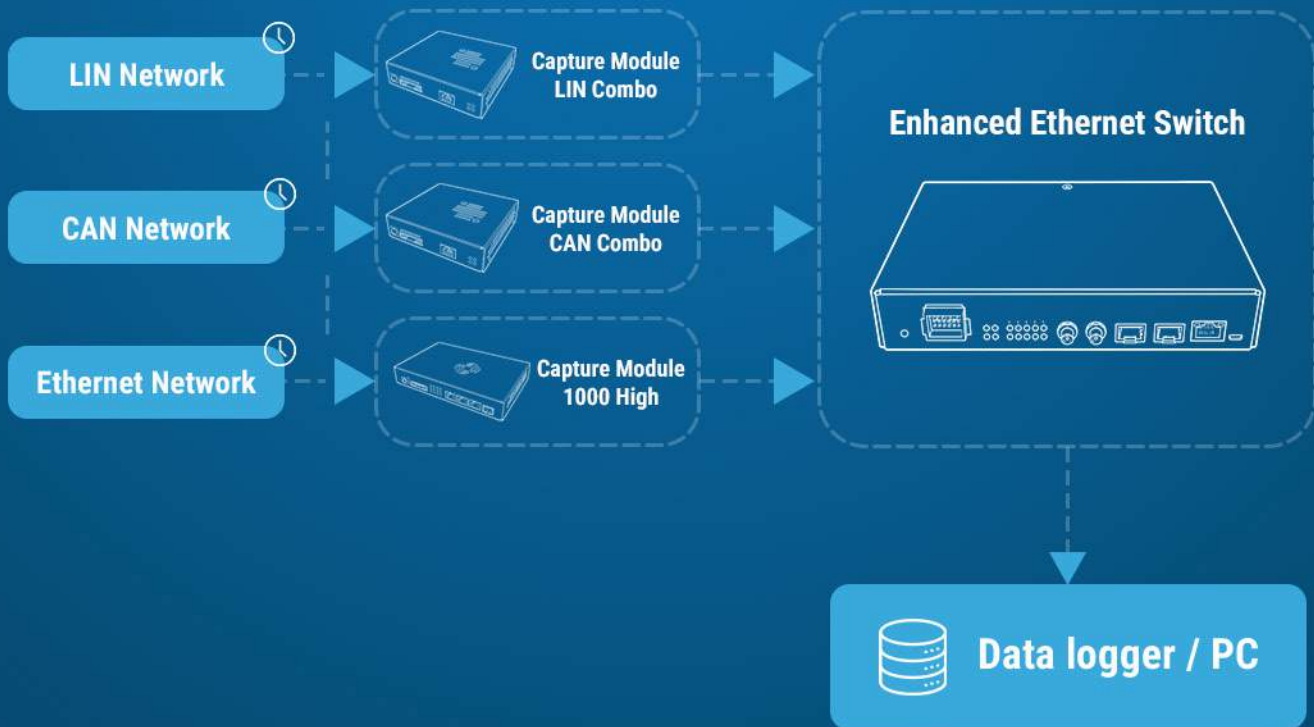 LIN Network
Capture Module
LIN Combo
CAN Network
Capture Module
CAN Combo
Ethernet Network
Capture Module
1000 High
Enhanced Ethernet Switch
Data logger / PC